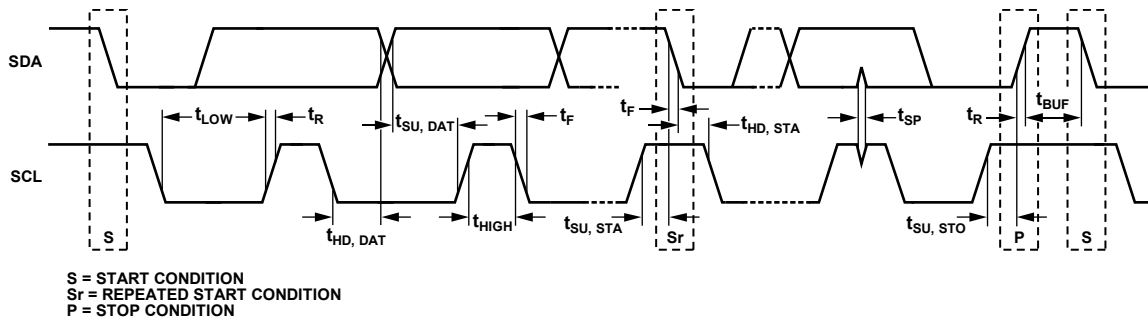 SDA
tLOW
tR
tSU, DAT
tF
tF
tHD, STA
tSP
tR
tBUF
SCL
S
tHD, DAT
tHIGH
tSU, STA
Sr
tSU, STO
P
S
S = START CONDITION
Sr = REPEATED START CONDITION
P = STOP CONDITION